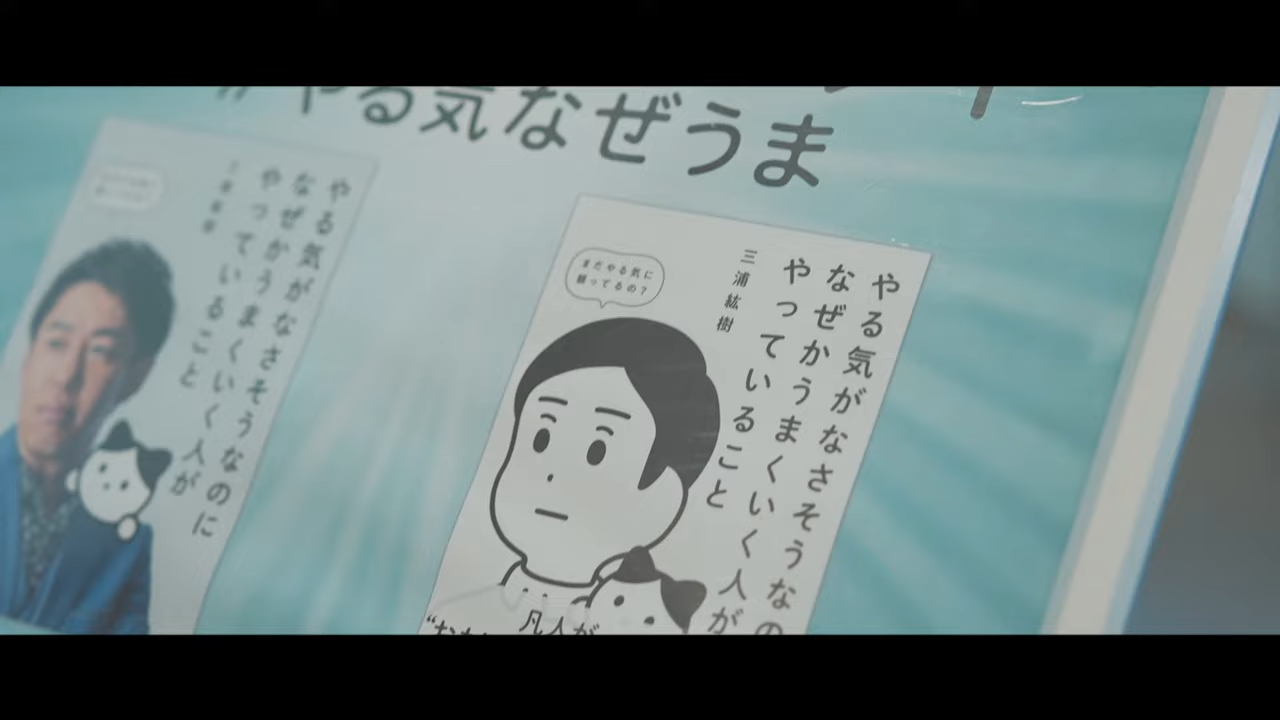 #やる気なぜうま
やる気がなさそうなのに
なぜかうまくいく人が
やっていること
まだやる気に
頼ってるの?
三浦紘樹
やる気がなさそうなの
なぜかうまくいく人が
やっていること
凡人が